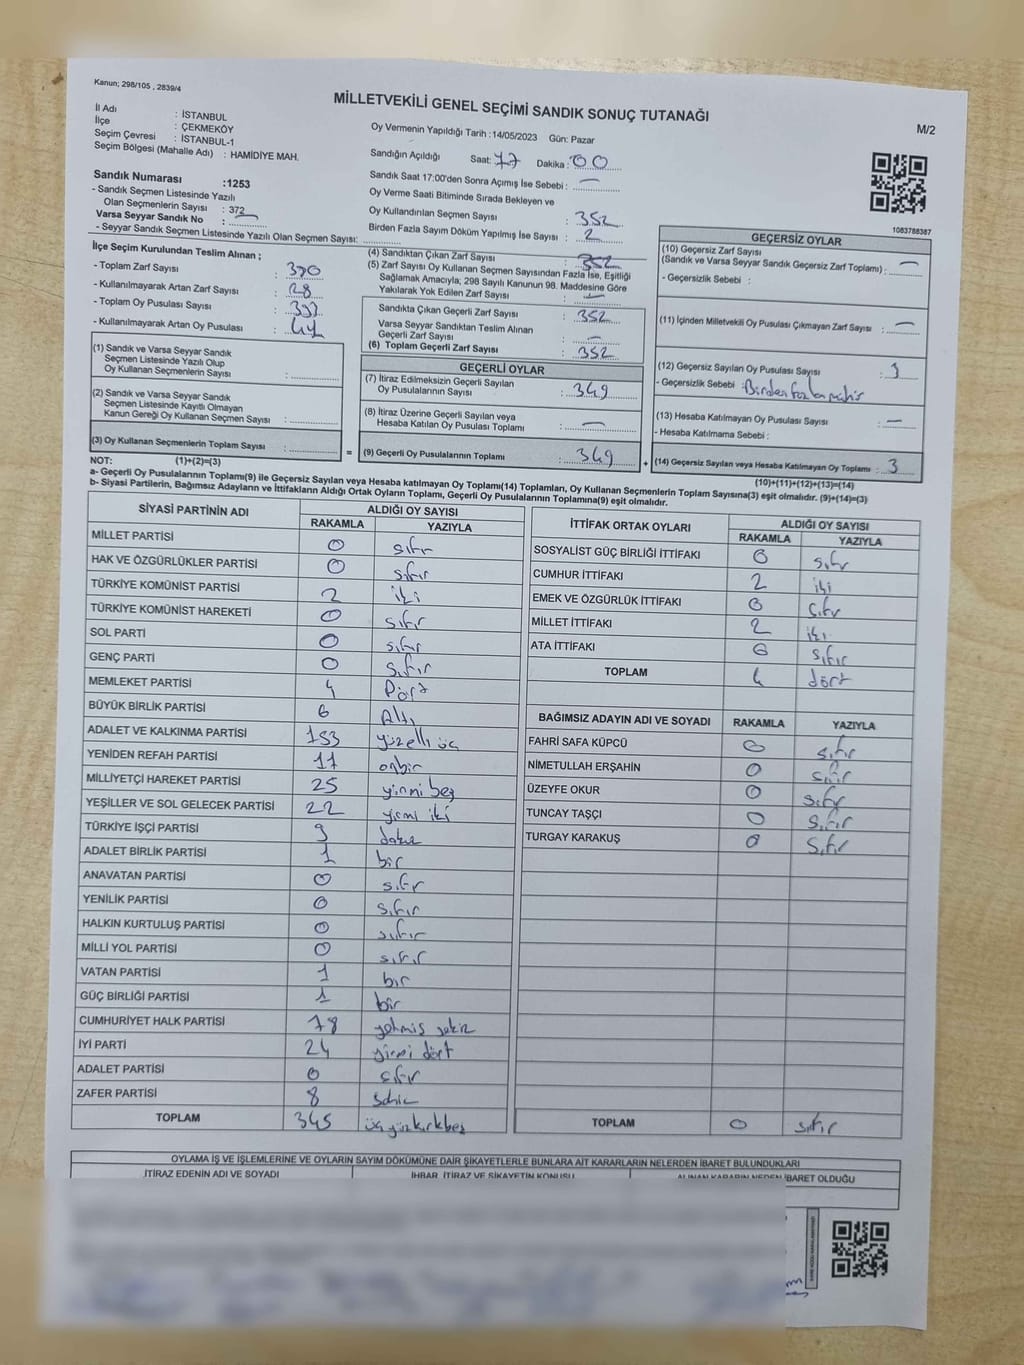 Kanun; 298/105 , 2839/4
MİLLETVEKİLİ GENEL SEÇİMİ SANDIK SONUÇ TUTANAĞI
M/2
İl Adı : İSTANBUL
İlçe : ÇEKMEKÖY
Seçim Çevresi : İSTANBUL-1
Seçim Bölgesi (Mahalle Adı) : HAMİDİYE MAH.
Oy Vermenin Yapıldığı Tarih :14/05/2023 Gün: Pazar
Sandığın Açıldığı Saat: 17 Dakika: 00
Sandık Saat 17:00'den Sonra Açımış İse Sebebi : —
Oy Verme Saati Bitiminde Sırada Bekleyen ve
Oy Kullandırılan Seçmen Sayısı : 352
Birden Fazla Sayım Döküm Yapılmış İse Sayısı : 2
Sandık Numarası :1253
- Sandık Seçmen Listesinde Yazılı
Olan Seçmenlerin Sayısı : 372
Varsa Seyyar Sandık No : —
- Seyyar Sandık Seçmen Listesinde Yazılı Olan Seçmen Sayısı:
1083788387
İlçe Seçim Kurulundan Teslim Alınan ;
- Toplam Zarf Sayısı : 380
- Kullanılmayarak Artan Zarf Sayısı : 28
- Toplam Oy Pusulası Sayısı :
- Kullanılmayarak Artan Oy Pusulası :
(1) Sandık ve Varsa Seyyar Sandık
Seçmen Listesinde Yazılı Olup
Oy Kullanan Seçmenlerin Sayısı :
(2) Sandık ve Varsa Seyyar Sandık
Seçmen Listesinde Kayıtlı Olmayan
Kanun Gereği Oy Kullanan Seçmen Sayısı :
(3) Oy Kullanan Seçmenlerin Toplam Sayısı :
(4) Sandıktan Çıkan Zarf Sayısı : 352
(5) Zarf Sayısı Oy Kullanan Seçmen Sayısından Fazla İse, Eşitliği
Sağlamak Amacıyla; 298 Sayılı Kanunun 98. Maddesine Göre
Yakılarak Yok Edilen Zarf Sayısı : —
Sandıkta Çıkan Geçerli Zarf Sayısı : 352
Varsa Seyyar Sandıktan Teslim Alınan
Geçerli Zarf Sayısı : —
(6) Toplam Geçerli Zarf Sayısı : 352
GEÇERLİ OYLAR
(7) İtiraz Edilmeksizin Geçerli Sayılan
Oy Pusulalarının Sayısı : 349
(8) İtiraz Üzerine Geçerli Sayılan veya
Hesaba Katılan Oy Pusulası Toplamı : —
= (9) Geçerli Oy Pusulalarının Toplamı : 349
GEÇERSİZ OYLAR
(10) Geçersiz Zarf Sayısı
(Sandık ve Varsa Seyyar Sandık Geçersiz Zarf Toplamı) : —
- Geçersizlik Sebebi :
(11) İçinden Milletvekili Oy Pusulası Çıkmayan Zarf Sayısı : —
(12) Geçersiz Sayılan Oy Pusulası Sayısı : 3
- Geçersizlik Sebebi : Birden fazla mühür
(13) Hesaba Katılmayan Oy Pusulası Sayısı : —
- Hesaba Katılmama Sebebi :
+ (14) Geçersiz Sayılan veya Hesaba Katılmayan Oy Toplamı : 3
NOT: (1)+(2)=(3)
(10)+(11)+(12)+(13)=(14)
a- Geçerli Oy Pusulalarının Toplamı(9) ile Geçersiz Sayılan veya Hesaba katılmayan Oy Toplamı(14) Toplamları, Oy Kullanan Seçmenlerin Toplam Sayısına(3) eşit olmalıdır. (9)+(14)=(3)
b- Siyasi Partilerin, Bağımsız Adayların ve İttifakların Aldığı Ortak Oyların Toplamı, Geçerli Oy Pusulalarının Toplamına(9) eşit olmalıdır.
SİYASİ PARTİNİN ADI ALDIĞI OY SAYISI
RAKAMLA YAZIYLA
MİLLET PARTİSİ 0 sıfır
HAK VE ÖZGÜRLÜKLER PARTİSİ 0 sıfır
TÜRKİYE KOMÜNİST PARTİSİ 2 iki
TÜRKİYE KOMÜNİST HAREKETİ 0 sıfır
SOL PARTİ 0 sıfır
GENÇ PARTİ 0 sıfır
MEMLEKET PARTİSİ 4 Dört
BÜYÜK BİRLİK PARTİSİ 6 Altı
ADALET VE KALKINMA PARTİSİ 153 yüzelli üç
YENİDEN REFAH PARTİSİ 11 onbir
MİLLİYETÇİ HAREKET PARTİSİ 25 yirmi beş
YEŞİLLER VE SOL GELECEK PARTİSİ 22 yirmi iki
TÜRKİYE İŞÇİ PARTİSİ 9 dokuz
ADALET BİRLİK PARTİSİ 1 bir
ANAVATAN PARTİSİ 0 sıfır
YENİLİK PARTİSİ 0 sıfır
HALKIN KURTULUŞ PARTİSİ 0 sıfır
MİLLİ YOL PARTİSİ 0 sıfır
VATAN PARTİSİ 1 bir
GÜÇ BİRLİĞİ PARTİSİ 1 bir
CUMHURİYET HALK PARTİSİ 78 yetmiş sekiz
İYİ PARTİ 24 yirmi dört
ADALET PARTİSİ 0 sıfır
ZAFER PARTİSİ 8 sekiz
TOPLAM 345 üçyüzkırkbeş
İTTİFAK ORTAK OYLARI ALDIĞI OY SAYISI
RAKAMLA YAZIYLA
SOSYALİST GÜÇ BİRLİĞİ İTTİFAKI 0 sıfır
CUMHUR İTTİFAKI 2 iki
EMEK VE ÖZGÜRLÜK İTTİFAKI 0 sıfır
MİLLET İTTİFAKI 2 iki
ATA İTTİFAKI 0 sıfır
TOPLAM 4 dört
BAĞIMSIZ ADAYIN ADI VE SOYADI RAKAMLA YAZIYLA
FAHRİ SAFA KÜPCÜ 0 sıfır
NİMETULLAH ERŞAHİN 0 sıfır
ÜZEYFE OKUR 0 sıfır
TUNCAY TAŞÇI 0 sıfır
TURGAY KARAKUŞ 0 sıfır
TOPLAM 0 sıfır
OYLAMA İŞ VE İŞLEMLERİNE VE OYLARIN SAYIM DÖKÜMÜNE DAİR ŞİKAYETLERLE BUNLARA AİT KARARLARIN NELERDEN İBARET BULUNDUKLARI
İTİRAZ EDENİN ADI VE SOYADI İHBAR, İTİRAZ VE ŞİKAYETİN KONUSU ALINAN KARARIN NEDEN İBARET OLDUĞU